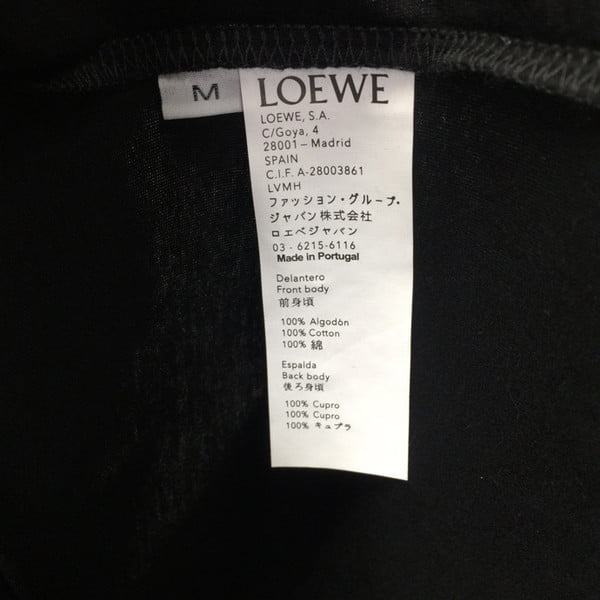 M
LOEWE
LOEWE, S.A.
C/Goya, 4
28001 – Madrid
SPAIN
C.I.F. A-28003861
LVMH
ファッション・グループ・
ジャパン株式会社
ロエベジャパン
03 - 6215-6116
Made in Portugal
Delantero
Front body
前身頃
100% Algodón
100% Cotton
100% 綿
Espalda
Back body
後ろ身頃
100% Cupro
100% Cupro
100% キュプラ